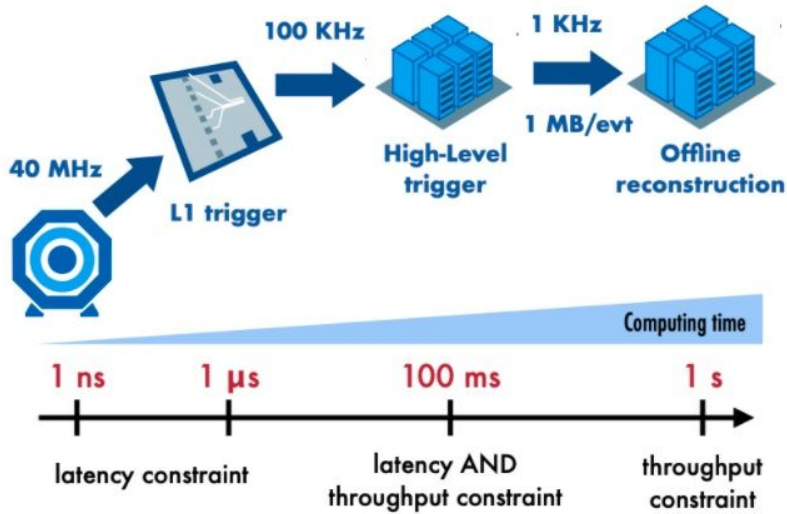 100 KHz
1 KHz
40 MHz
L1 trigger
High-Level
trigger
1 MB/evt
Offline
reconstruction
Computing time
1 ns
1 µs
100 ms
1 s
latency constraint
latency AND
throughput constraint
throughput
constraint